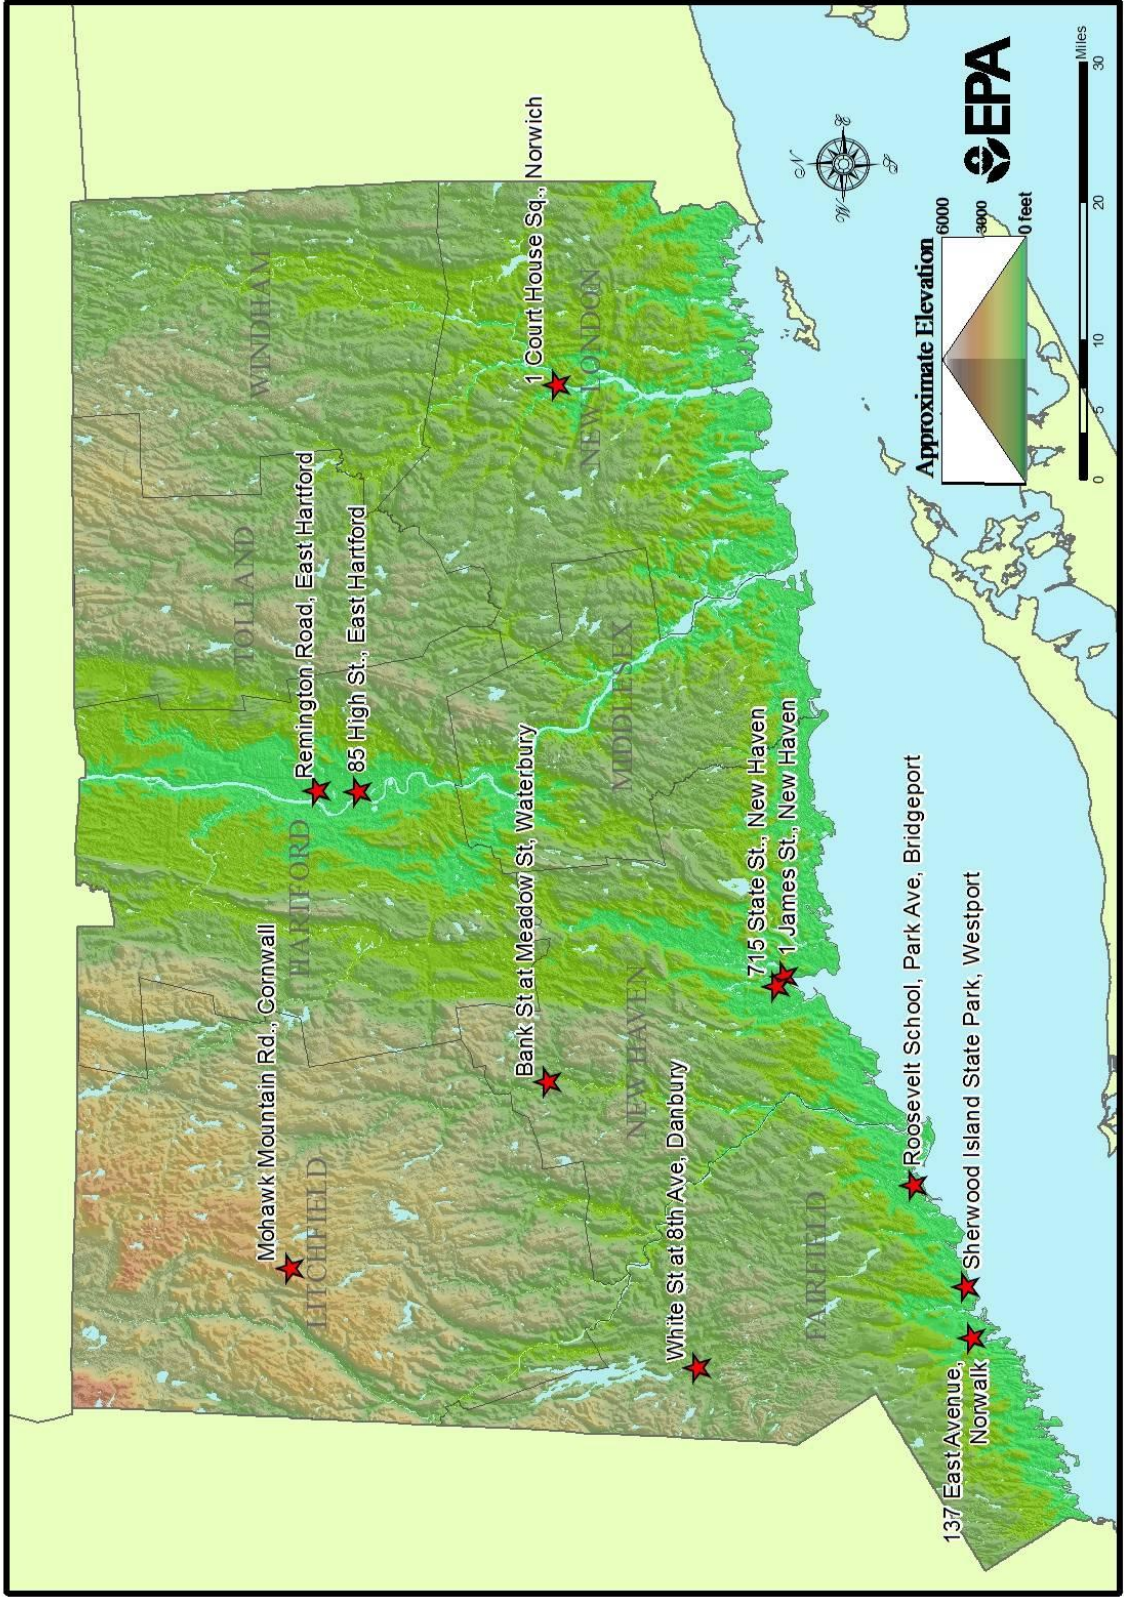 Mohawk Mountain Rd., Cornwall
Remington Road, East Hartford
85 High St., East Hartford
1 Court House Sq., Norwich
Bank St at Meadow St, Waterbury
White St at 8th Ave, Danbury
715 State St., New Haven
1 James St., New Haven
Roosevelt School, Park Ave, Bridgeport
Sherwood Island State Park, Westport
137 East Avenue,
Norwalk
LITCHFIELD
HARTFORD
TOLLAND
WINDHAM
NEW LONDON
MIDDLESEX
NEW HAVEN
FAIRFIELD
N
W
E
S
Approximate Elevation
6000
3000
0 feet
EPA
0
5
10
20
30
Miles